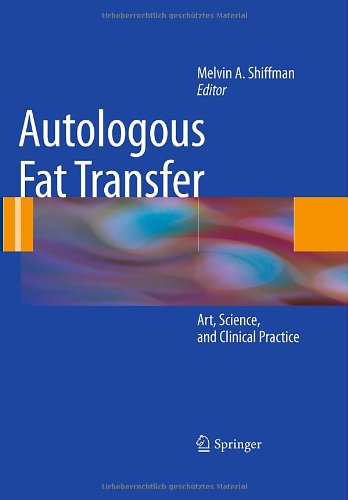 Urheberrechtlich geschütztes Material
Melvin A. Shiffman
Editor
Autologous
Fat Transfer
Art, Science,
and Clinical Practice
Springer
Urheberrechtlich geschütztes Material